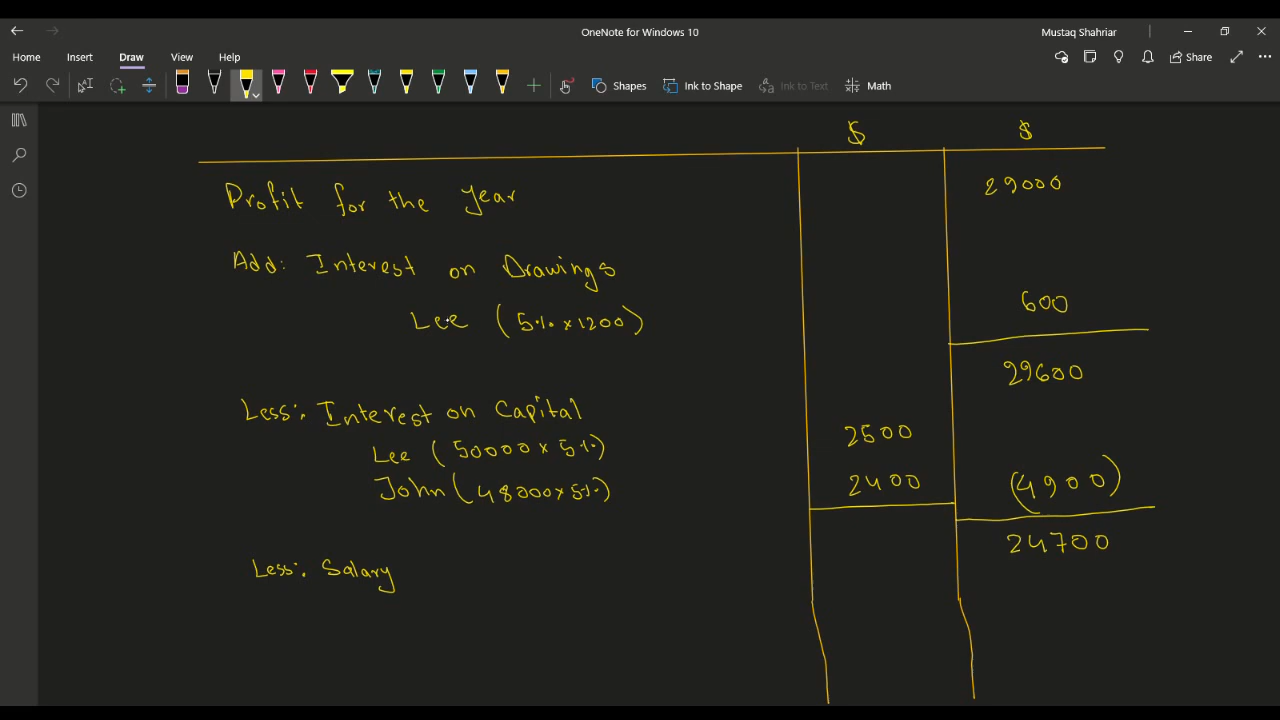 OneNote for Windows 10
Mustaq Shahriar
Home Insert Draw View Help
Share
Shapes Ink to Shape Ink to Text Math
$ $
Profit for the year 29000
Add: Interest on Drawings
Lee (5% x 1200) 600
29600
Less: Interest on Capital
Lee (50000 x 5%) 2500
John (48000 x 5%) 2400 (4900)
24700
Less: Salary